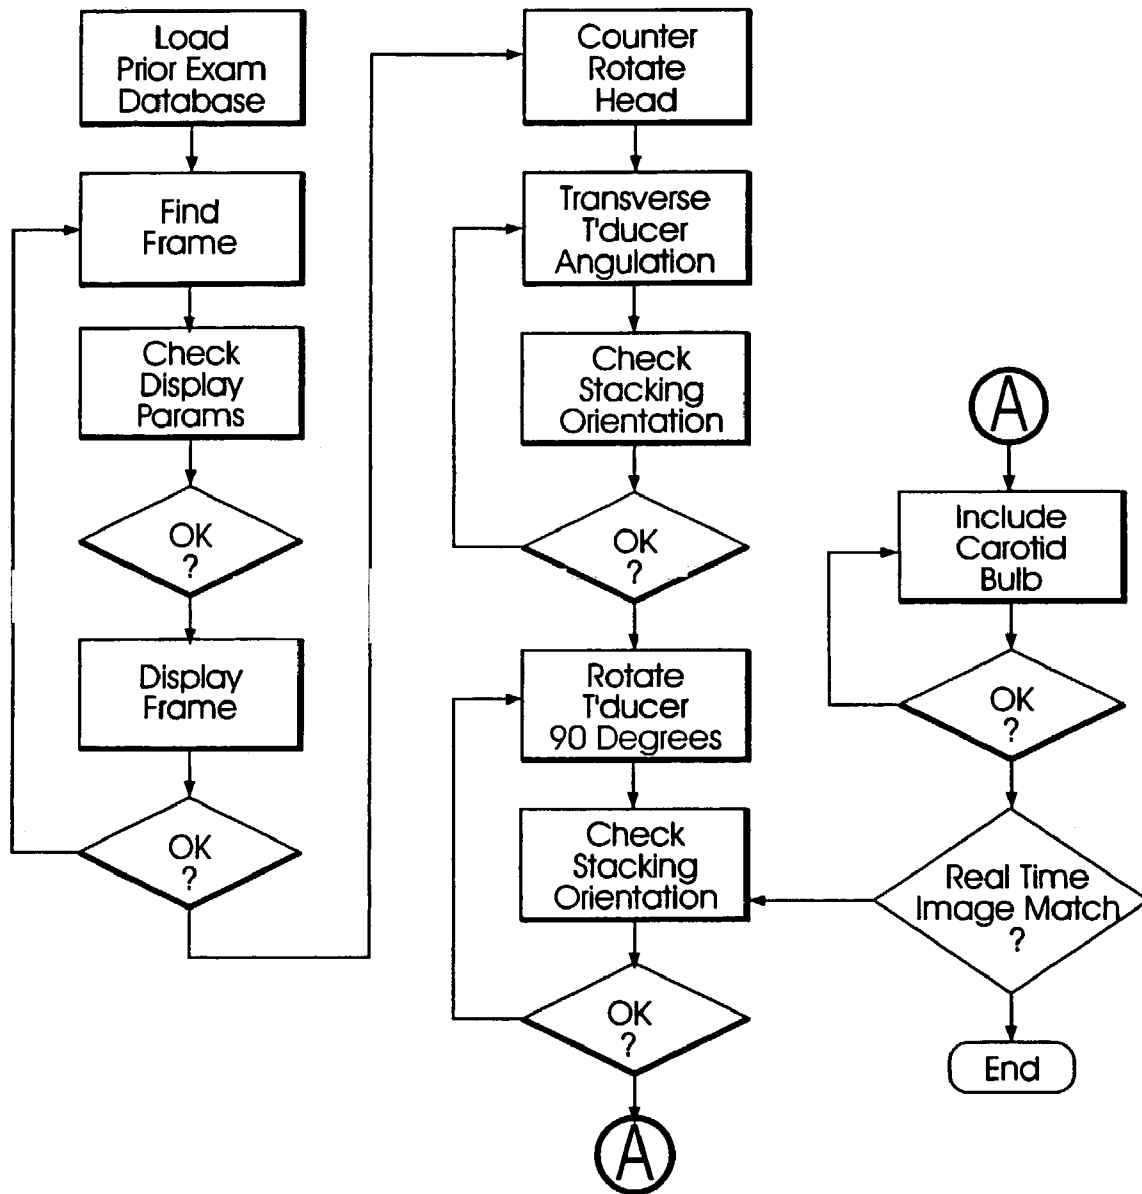 Load
Prior Exam
Database
Find
Frame
Check
Display
Params
OK
?
Display
Frame
OK
?
Counter
Rotate
Head
Transverse
T'ducer
Angulation
Check
Stacking
Orientation
OK
?
Rotate
T'ducer
90 Degrees
Check
Stacking
Orientation
OK
?
A
A
Include
Carotid
Bulb
OK
?
Real Time
Image Match
?
End